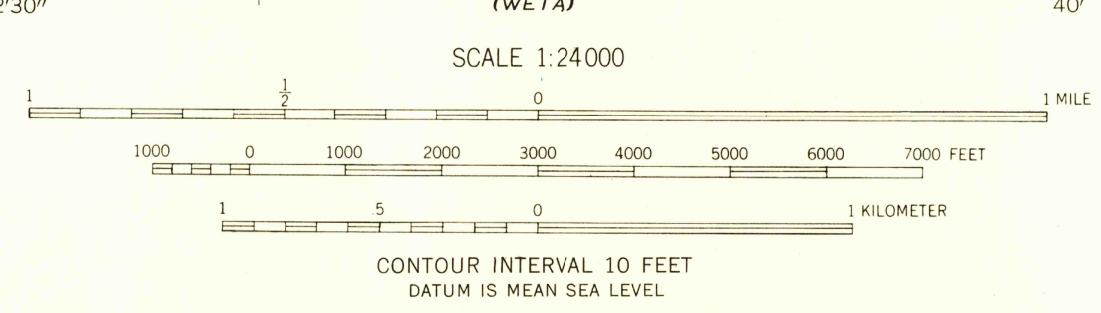 2'30" (WETA) 40'
SCALE 1:24000
1 1/2 0 1 MILE
1000 0 1000 2000 3000 4000 5000 6000 7000 FEET
1 .5 0 1 KILOMETER
CONTOUR INTERVAL 10 FEET
DATUM IS MEAN SEA LEVEL